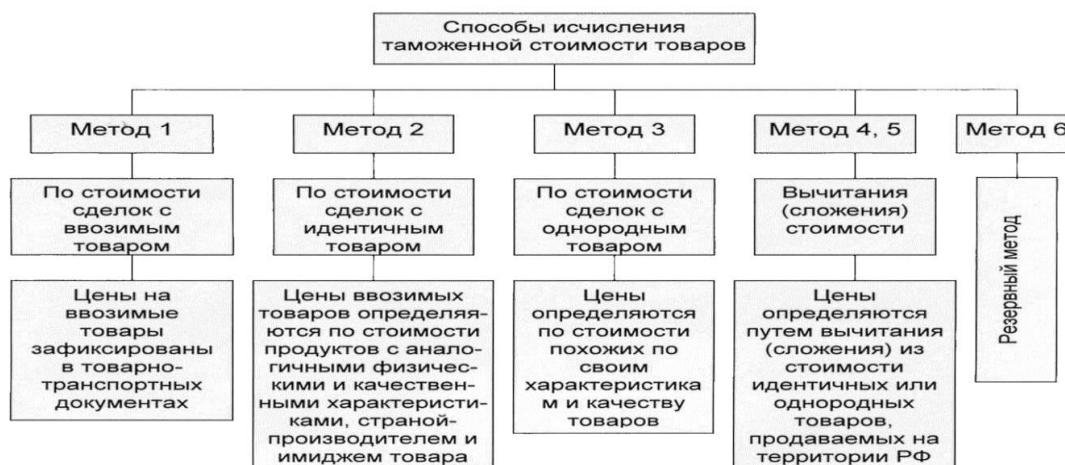 Способы исчисления
таможенной стоимости товаров
Метод 1
Метод 2
Метод 3
Метод 4, 5
Метод 6
По стоимости
сделок с
ввозимым
товаром
По стоимости
сделок с
идентичным
товаром
По стоимости
сделок с
однородным
товаром
Вычитания
(сложения)
стоимости
Резервный метод
Цены на
ввозимые
товары
зафиксированы
в товарно-
транспортных
документах
Цены ввозимых
товаров определя-
ются по стоимости
продуктов с анало-
гичными физичес-
кими и качествен-
ными характеристи-
ками, страной-
производителем и
имиджем товара
Цены
определяются
по стоимости
похожих по
своим
характеристика
м и качеству
товаров
Цены
определяются
путем вычитания
(сложения) из
стоимости
идентичных или
однородных
товаров,
продаваемых на
территории РФ